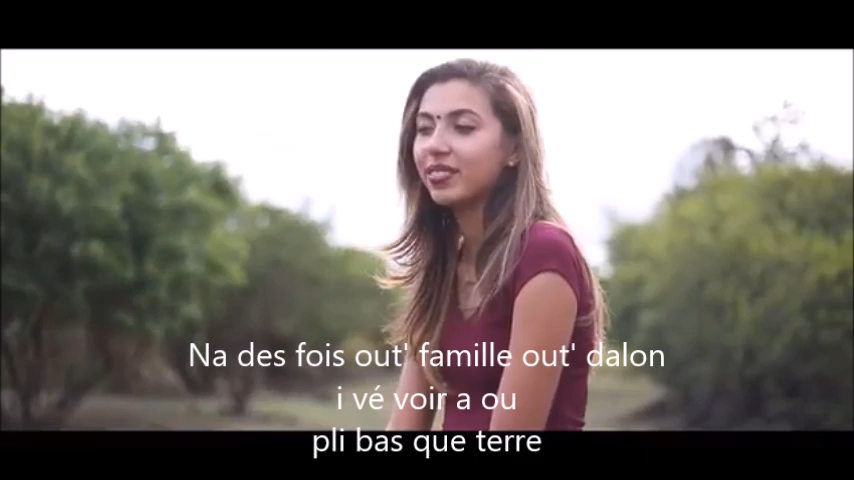 Na des fois out' famille out' dalon
i vé voir a ou
pli bas que terre